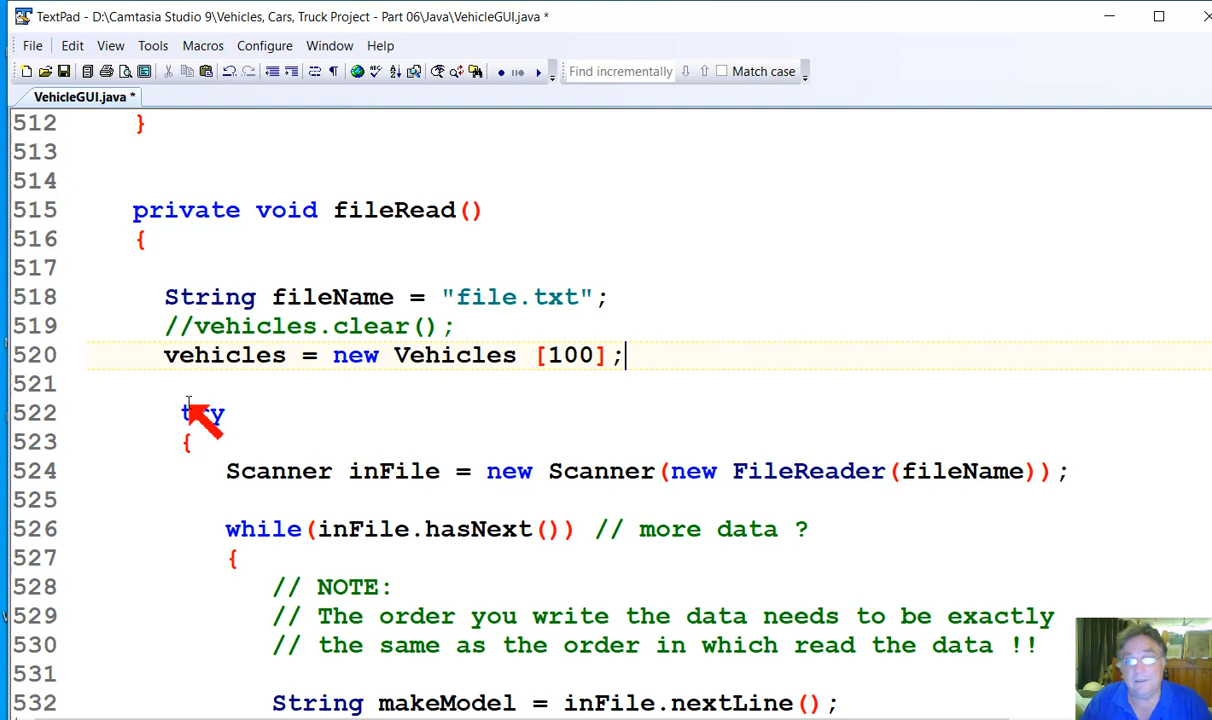 TextPad - D:\Camtasia Studio 9\Vehicles, Cars, Truck Project - Part 06\Java\VehicleGUI.java *
File Edit View Tools Macros Configure Window Help
Find incrementally Match case
VehicleGUI.java *
512 }
513
514
515 private void fileRead()
516 {
517
518 String fileName = "file.txt";
519 //vehicles.clear();
520 vehicles = new Vehicles [100];
521
522 try
523 {
524 Scanner inFile = new Scanner(new FileReader(fileName));
525
526 while(inFile.hasNext()) // more data ?
527 {
528 // NOTE:
529 // The order you write the data needs to be exactly
530 // the same as the order in which read the data !!
531
532 String makeModel = inFile.nextLine();